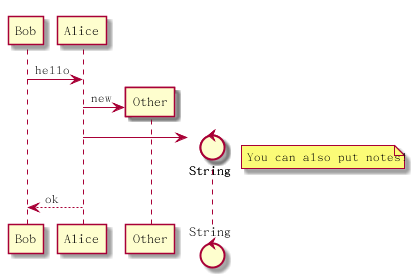 Bob Alice
hello
new
Other
You can also put notes
String
ok
String
Bob Alice Other